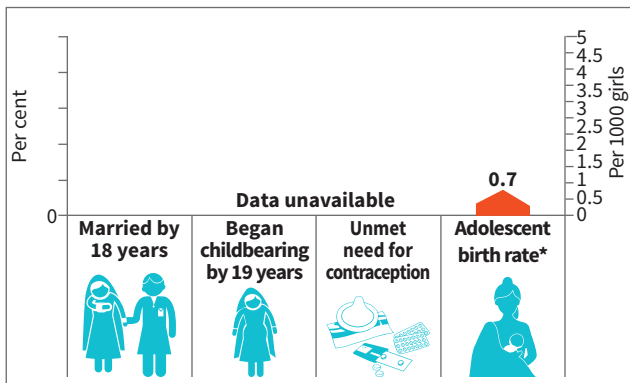 Per cent
0
5
4.5
4
3.5
3
2.5
2
1.5
1
0.5
0
Per 1000 girls
0.7
Data unavailable
Married by
18 years
Began
childbearing
by 19 years
Unmet
need for
contraception
Adolescent
birth rate*